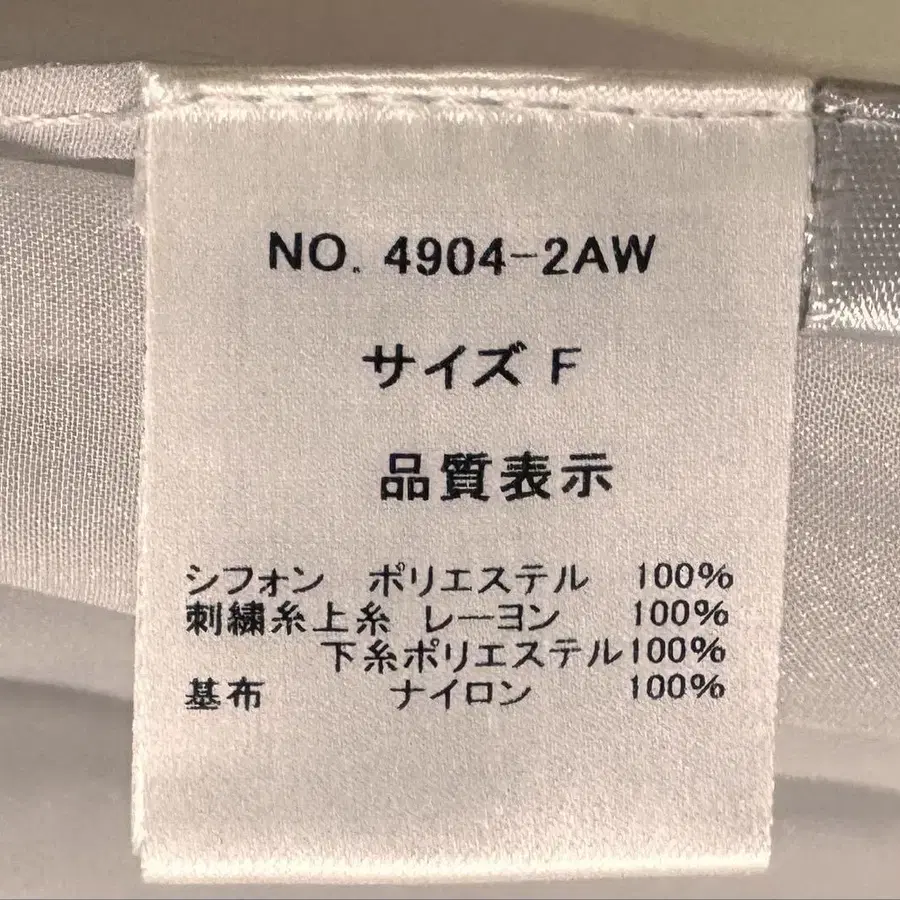 NO. 4904-2AW
サイズ F
品質表示
シフォン ポリエステル 100%
刺繍糸上糸 レーヨン 100%
下糸ポリエステル100%
基布 ナイロン 100%